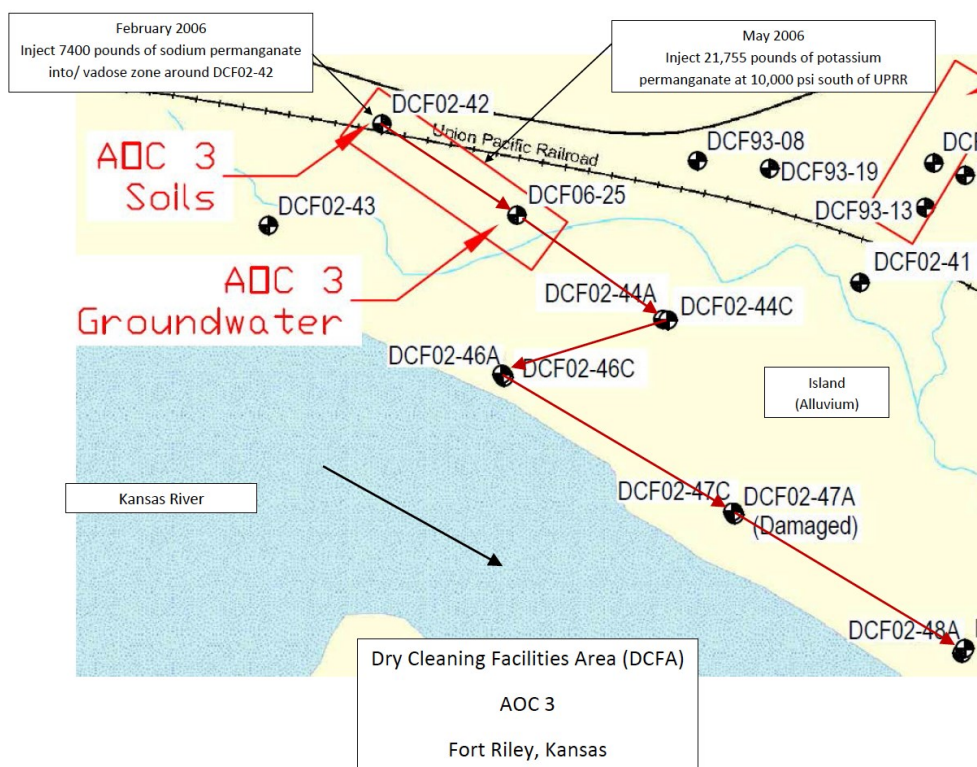 February 2006
Inject 7400 pounds of sodium permanganate
into/ vadose zone around DCF02-42
May 2006
Inject 21,755 pounds of potassium
permanganate at 10,000 psi south of UPRR
DCF02-42
Union Pacific Railroad
DCF93-08
DCF93-19
DCF93-13
AOC 3
Soils
DCF06-25
DCF02-43
DCF02-41
AOC 3
Groundwater
DCF02-44A
DCF02-44C
DCF02-46A
DCF02-46C
Island
(Alluvium)
Kansas River
DCF02-47C
DCF02-47A
(Damaged)
DCF02-48A
Dry Cleaning Facilities Area (DCFA)
AOC 3
Fort Riley, Kansas